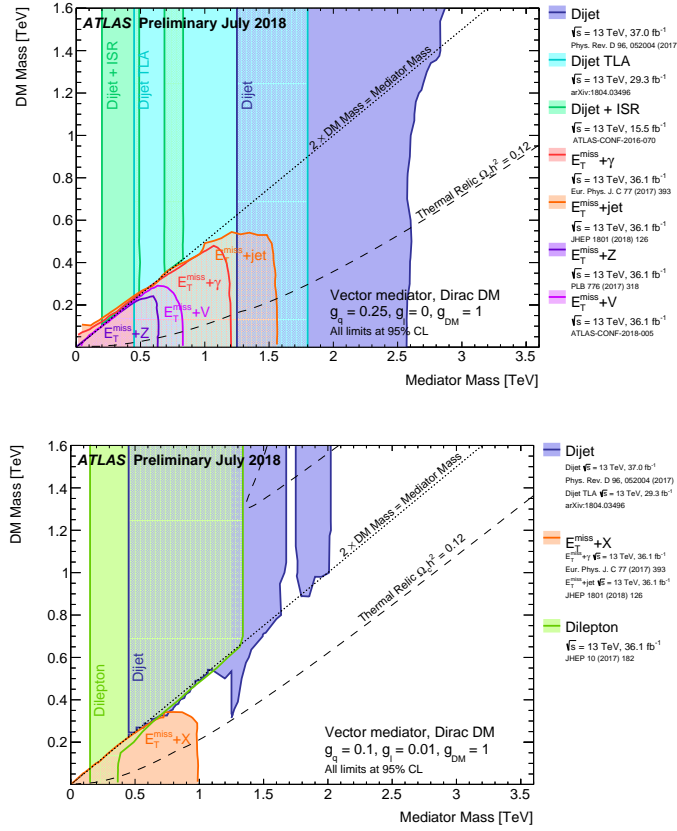 ATLAS Preliminary July 2018
DM Mass [TeV]
1.6
1.4
1.2
1
0.8
0.6
0.4
0.2
0 0.5 1 1.5 2 2.5 3 3.5
Mediator Mass [TeV]
Dijet + ISR
Dijet TLA
Dijet
2 × DM Mass = Mediator Mass
Thermal Relic Ω_c h² = 0.12
E_T^miss+jet
E_T^miss+γ
E_T^miss+V
E_T^miss+Z
Vector mediator, Dirac DM
g_q = 0.25, g_l = 0, g_DM = 1
All limits at 95% CL
Dijet
√s = 13 TeV, 37.0 fb⁻¹
Phys. Rev. D 96, 052004 (2017
Dijet TLA
√s = 13 TeV, 29.3 fb⁻¹
arXiv:1804.03496
Dijet + ISR
√s = 13 TeV, 15.5 fb⁻¹
ATLAS-CONF-2016-070
E_T^miss+γ
√s = 13 TeV, 36.1 fb⁻¹
Eur. Phys. J. C 77 (2017) 393
E_T^miss+jet
√s = 13 TeV, 36.1 fb⁻¹
JHEP 1801 (2018) 126
E_T^miss+Z
√s = 13 TeV, 36.1 fb⁻¹
PLB 776 (2017) 318
E_T^miss+V
√s = 13 TeV, 36.1 fb⁻¹
ATLAS-CONF-2018-005
ATLAS Preliminary July 2018
DM Mass [TeV]
1.6
1.4
1.2
1
0.8
0.6
0.4
0.2
0 0.5 1 1.5 2 2.5 3 3.5
Mediator Mass [TeV]
Dilepton
Dijet
2 × DM Mass = Mediator Mass
Thermal Relic Ω_c h² = 0.12
E_T^miss+X
Vector mediator, Dirac DM
g_q = 0.1, g_l = 0.01, g_DM = 1
All limits at 95% CL
Dijet
Dijet √s = 13 TeV, 37.0 fb⁻¹
Phys. Rev. D 96, 052004 (2017)
Dijet TLA √s = 13 TeV, 29.3 fb⁻¹
arXiv:1804.03496
E_T^miss+X
E_T^miss+γ √s = 13 TeV, 36.1 fb⁻¹
Eur. Phys. J. C 77 (2017) 393
E_T^miss+jet √s = 13 TeV, 36.1 fb⁻¹
JHEP 1801 (2018) 126
Dilepton
√s = 13 TeV, 36.1 fb⁻¹
JHEP 10 (2017) 182